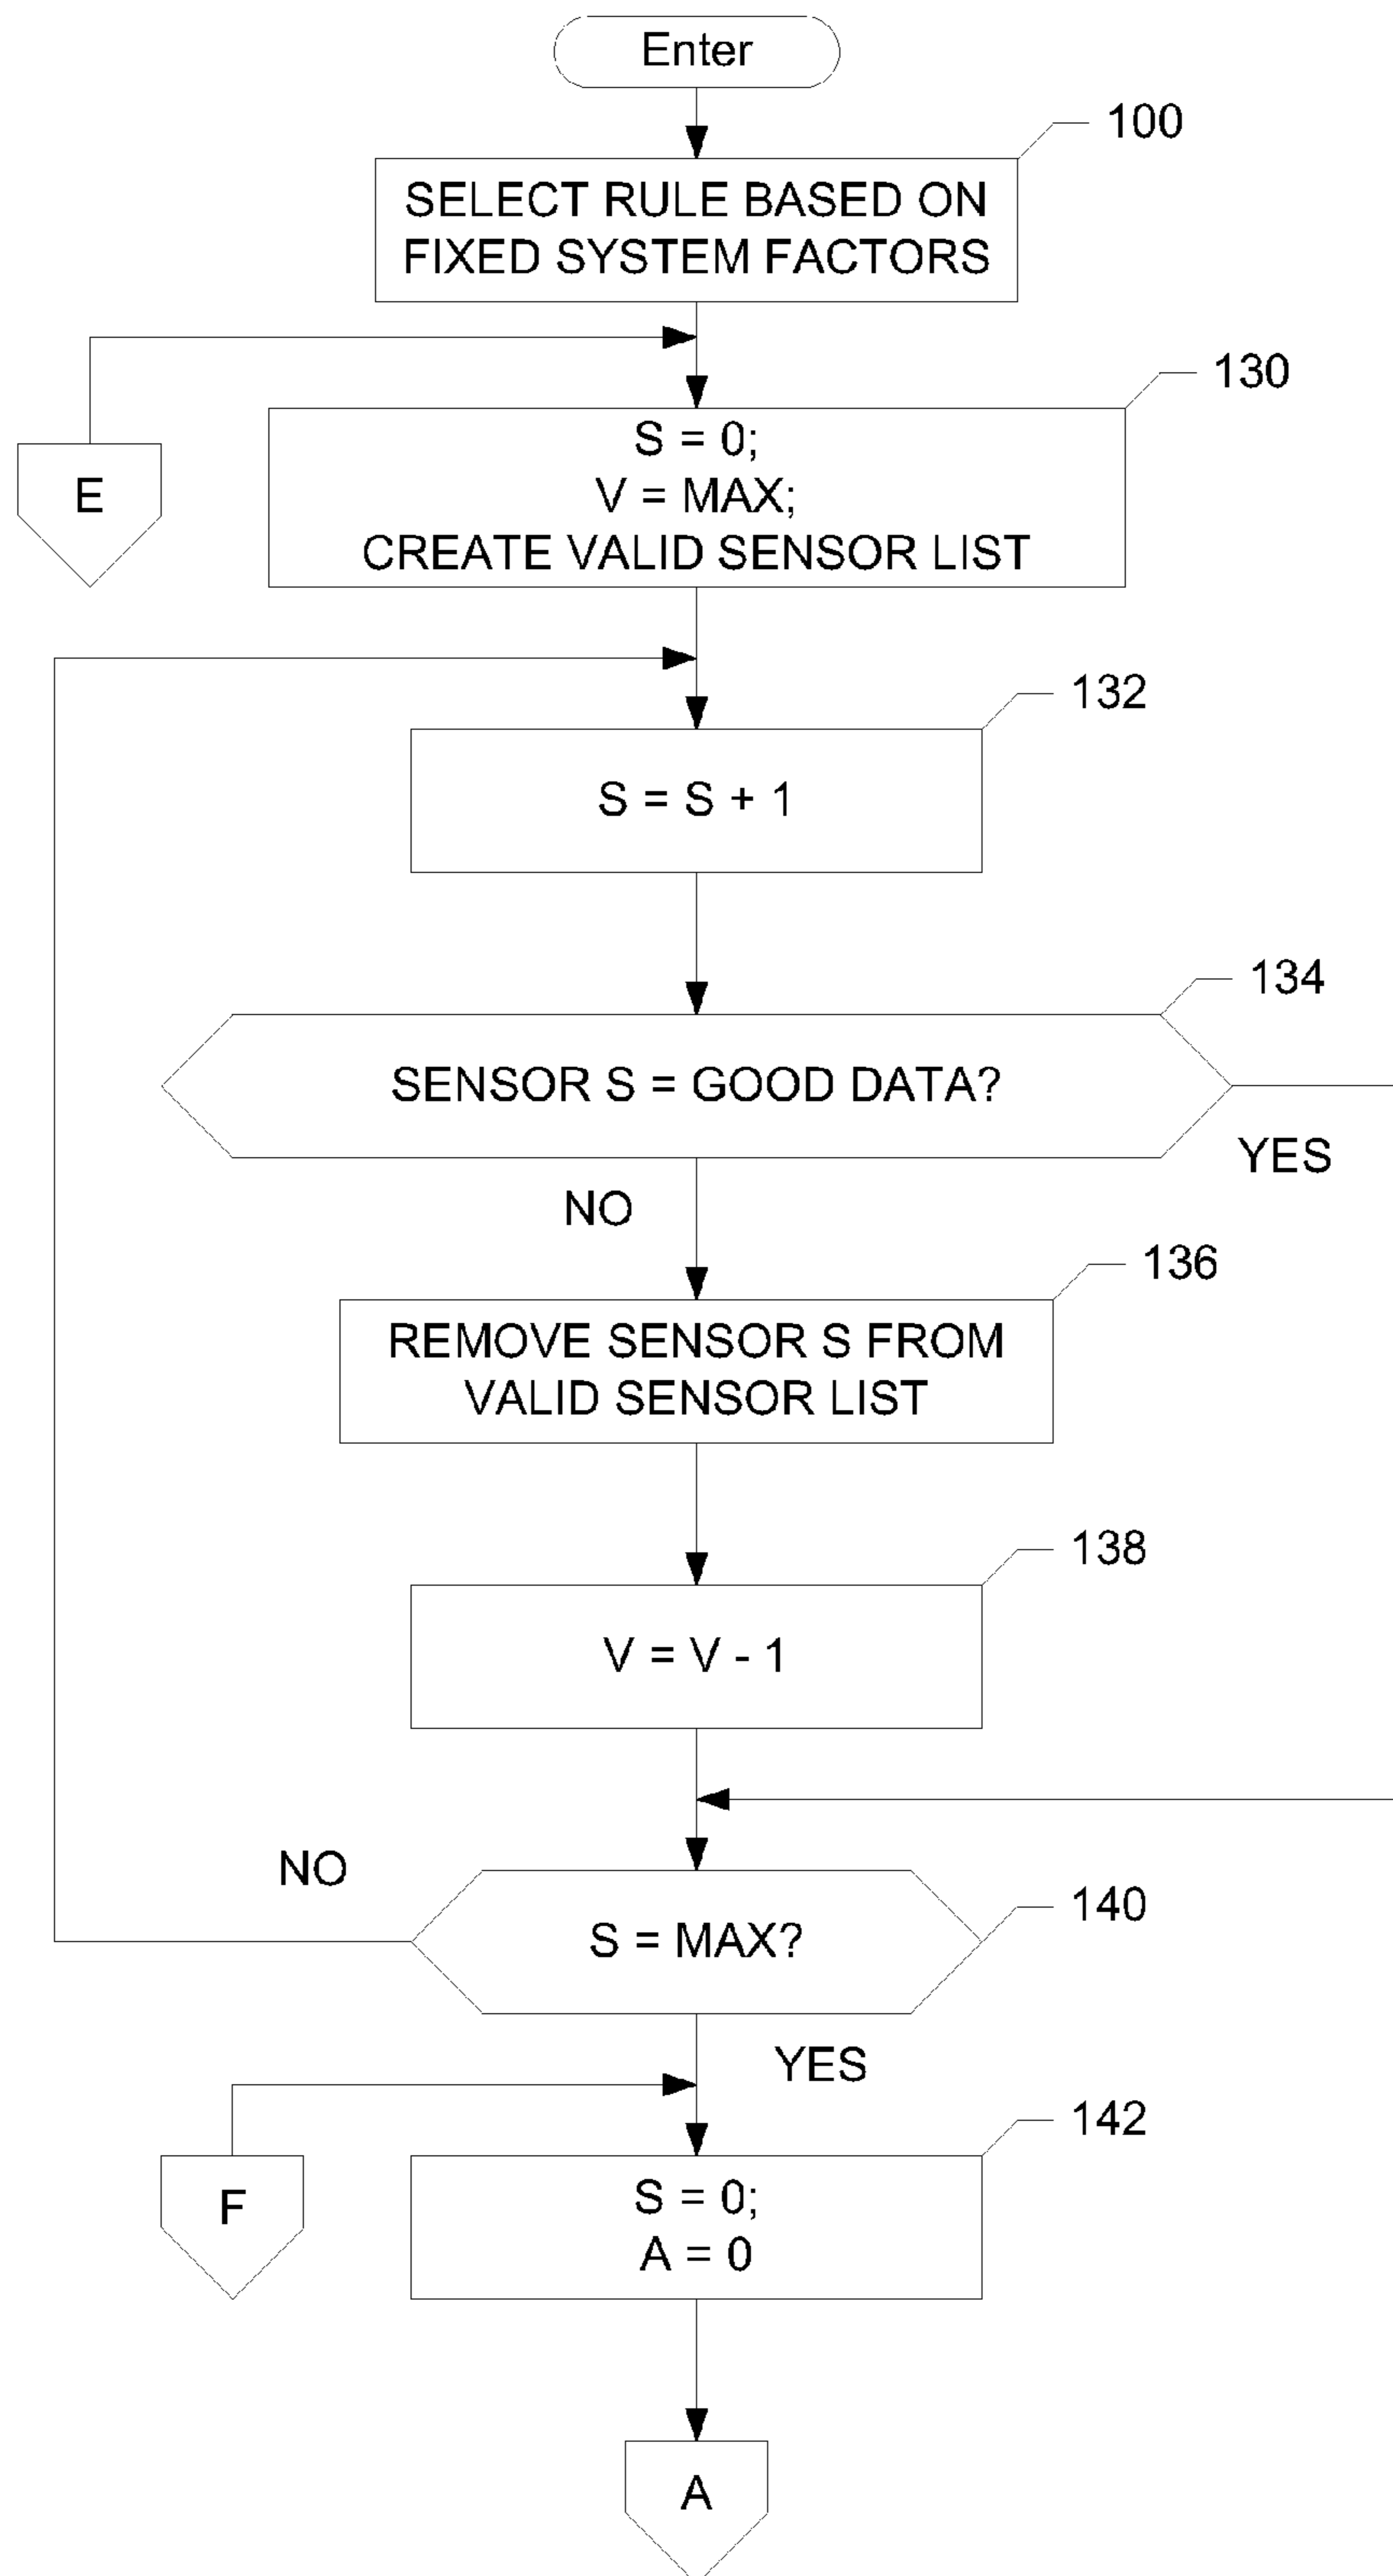 Enter
100
SELECT RULE BASED ON
FIXED SYSTEM FACTORS
130
S = 0;
V = MAX;
CREATE VALID SENSOR LIST
E
132
S = S + 1
134
SENSOR S = GOOD DATA?
YES
NO
136
REMOVE SENSOR S FROM
VALID SENSOR LIST
138
V = V - 1
NO
140
S = MAX?
YES
142
F
S = 0;
A = 0
A